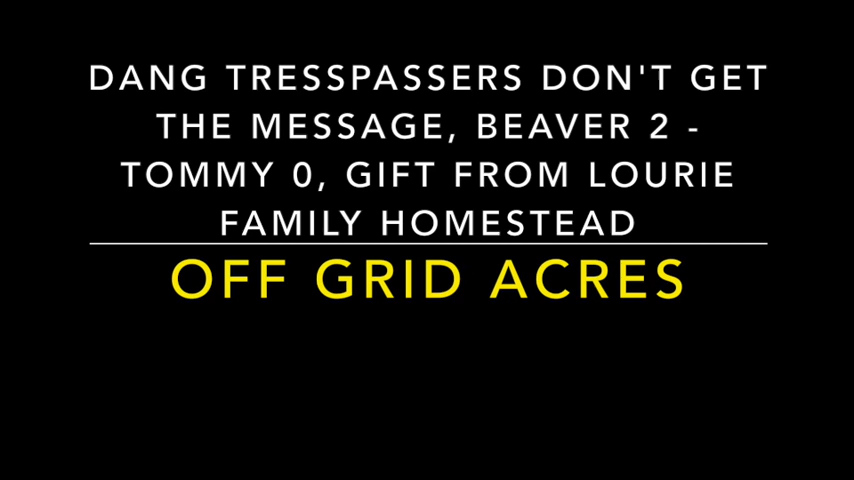 DANG TRESSPASSERS DON'T GET
THE MESSAGE, BEAVER 2 -
TOMMY 0, GIFT FROM LOURIE
FAMILY HOMESTEAD
OFF GRID ACRES